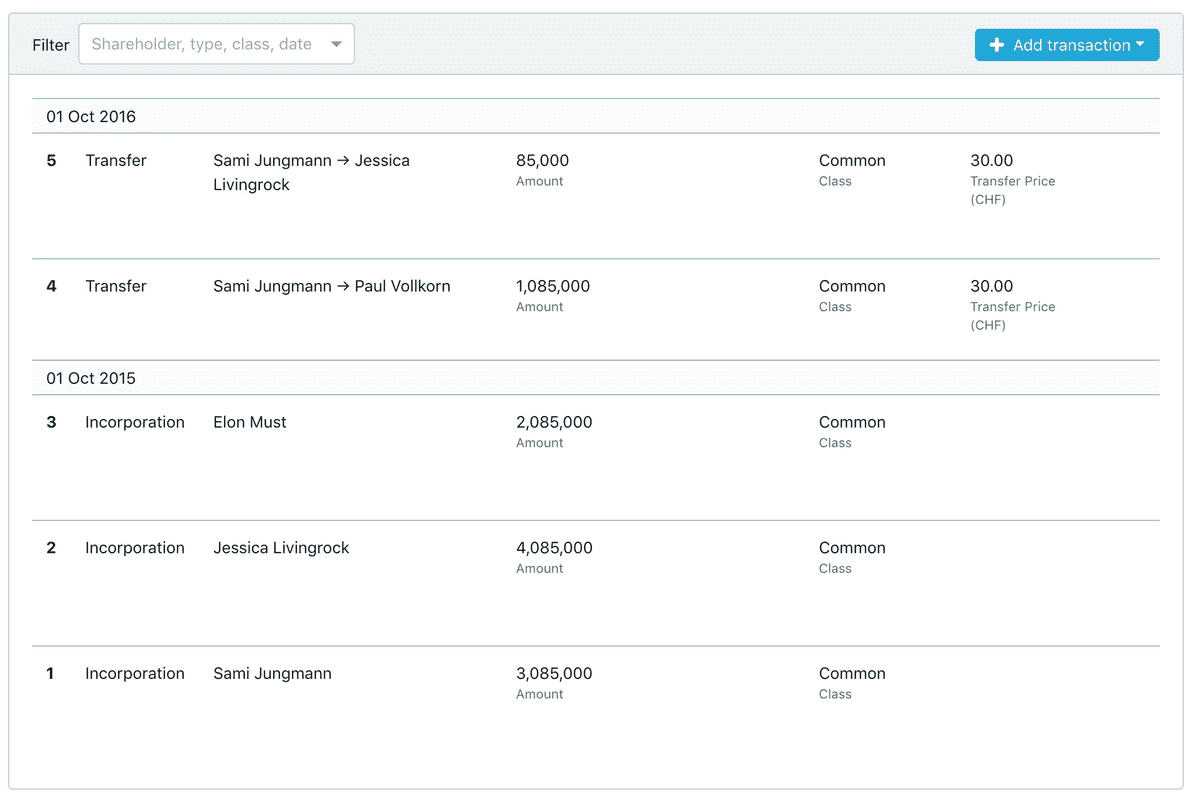 Filter
Shareholder, type, class, date
Add transaction
01 Oct 2016
5 Transfer Sami Jungmann → Jessica 85,000 Common 30.00
Livingrock Amount Class Transfer Price
(CHF)
4 Transfer Sami Jungmann → Paul Vollkorn 1,085,000 Common 30.00
Amount Class Transfer Price
(CHF)
01 Oct 2015
3 Incorporation Elon Must 2,085,000 Common
Amount Class
2 Incorporation Jessica Livingrock 4,085,000 Common
Amount Class
1 Incorporation Sami Jungmann 3,085,000 Common
Amount Class